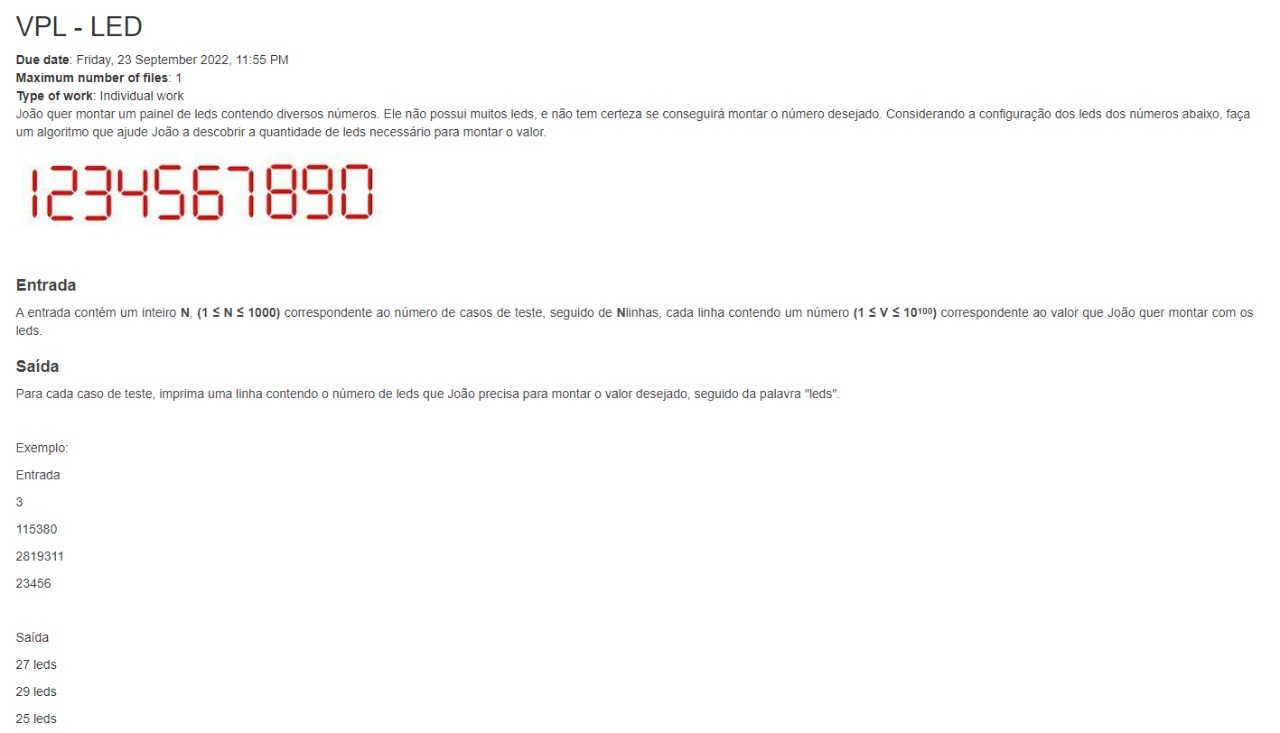 VPL - LED
Due date: Friday, 23 September 2022, 11:55 PM
Maximum number of files: 1
Type of work: Individual work
João quer montar um painel de leds contendo diversos números. Ele não possui muitos leds, e não tem certeza se conseguirá montar o número desejado. Considerando a configuração dos leds dos números abaixo, faça
um algoritmo que ajude João a descobrir a quantidade de leds necessário para montar o valor.
1234567890
Entrada
A entrada contém um inteiro N, (1 ≤ N ≤ 1000) correspondente ao número de casos de teste, seguido de Nlinhas, cada linha contendo um número (1 ≤ V ≤ 10¹⁰⁰) correspondente ao valor que João quer montar com os
leds.
Saída
Para cada caso de teste, imprima uma linha contendo o número de leds que João precisa para montar o valor desejado, seguido da palavra "leds".
Exemplo:
Entrada
3
115380
2819311
23456
Saída
27 leds
29 leds
25 leds